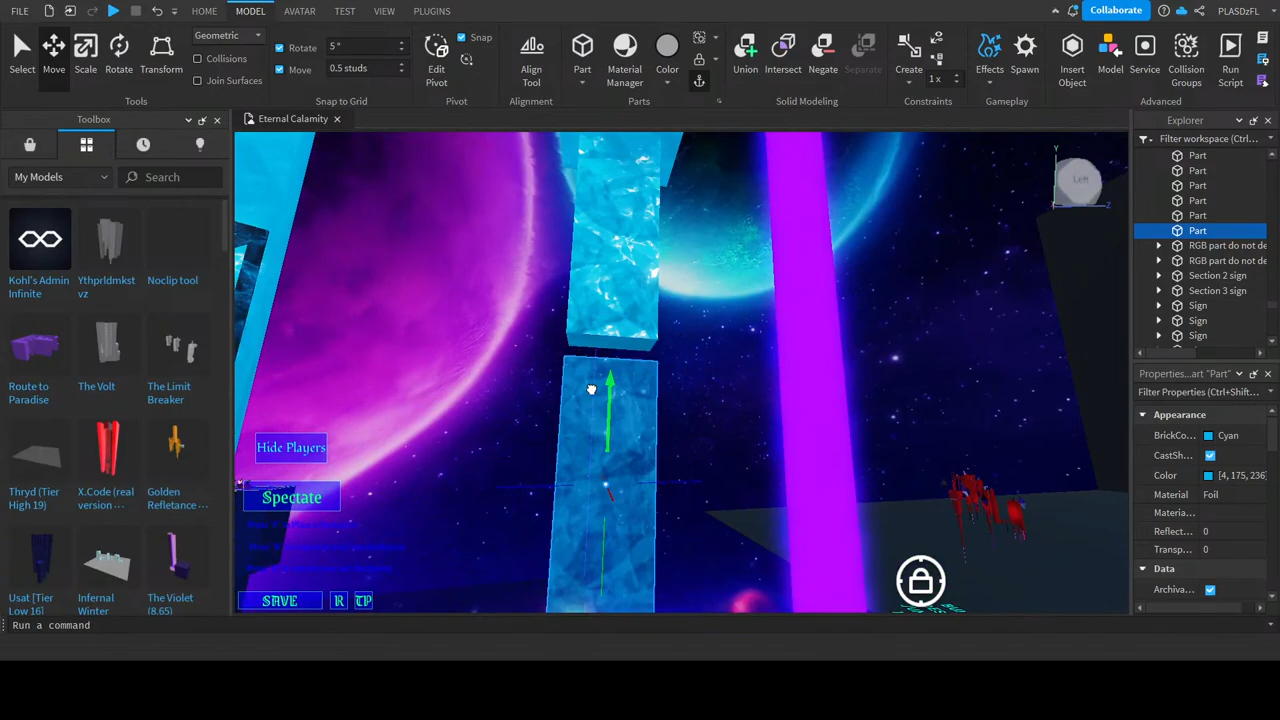 FILE
HOME
MODEL
AVATAR
TEST
VIEW
PLUGINS
Collaborate
PLASDzFL
Select
Move
Scale
Rotate
Transform
Geometric
Collisions
Join Surfaces
Tools
Rotate
5 °
Move
0.5 studs
Snap to Grid
Edit
Pivot
Snap
Pivot
Align
Tool
Alignment
Part
Material
Manager
Color
Parts
Union
Intersect
Negate
Separate
Solid Modeling
Create
1 x
Constraints
Effects
Spawn
Gameplay
Insert
Object
Model
Service
Collision
Groups
Run
Script
Advanced
Toolbox
My Models
Search
Kohl's Admin
Infinite
Ythprldmkst
vz
Noclip tool
Route to
Paradise
The Volt
The Limit
Breaker
Thryd (Tier
High 19)
X.Code (real
version ...
Golden
Refletance ...
Usat [Tier
Low 16]
Infernal
Winter
The Violet
(8.65)
Eternal Calamity
Left
Y
Z
Hide Players
Spectate
SAVE
R
TP
Run a command
Explorer
Filter workspace (Ctrl+...
Part
Part
Part
Part
Part
Part
RGB part do not de
RGB part do not de
Section 2 sign
Section 3 sign
Sign
Sign
Sign
Properties...art "Part"
Filter Properties (Ctrl+Shift...
Appearance
BrickCo...
Cyan
CastSh...
Color
[4, 175, 236]
Material
Foil
Materia...
Reflect...
0
Transp...
0
Data
Archiva...